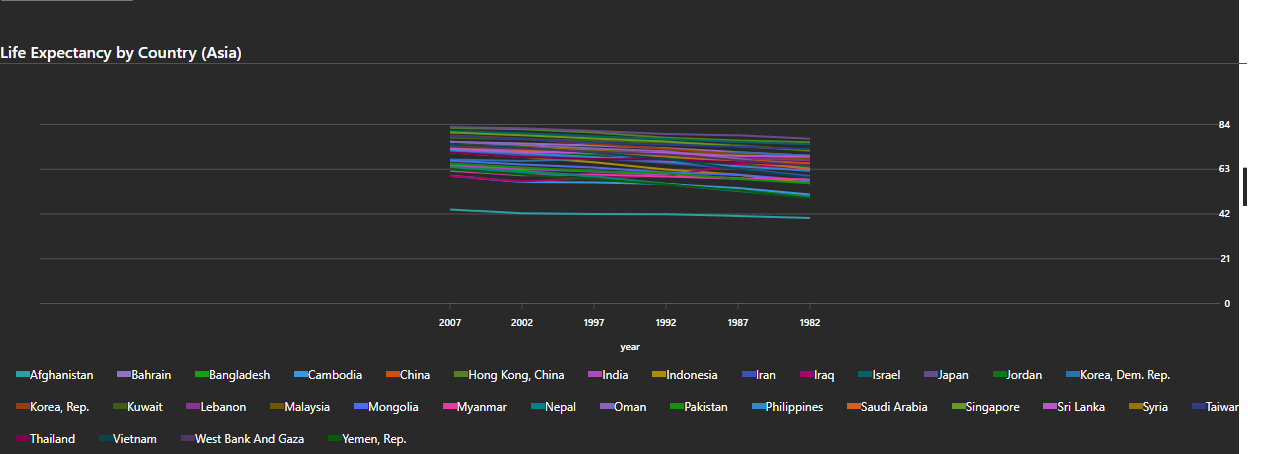 Life Expectancy by Country (Asia)
84
63
42
21
0
2007 2002 1997 1992 1987 1982
year
Afghanistan Bahrain Bangladesh Cambodia China Hong Kong, China India Indonesia Iran Iraq Israel Japan Jordan Korea, Dem. Rep.
Korea, Rep. Kuwait Lebanon Malaysia Mongolia Myanmar Nepal Oman Pakistan Philippines Saudi Arabia Singapore Sri Lanka Syria Taiwan
Thailand Vietnam West Bank And Gaza Yemen, Rep.